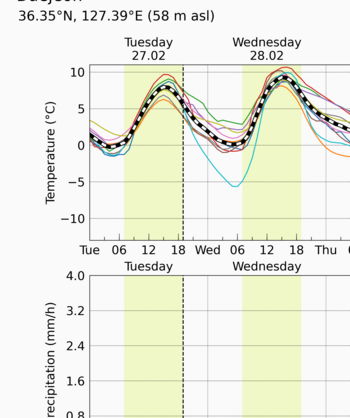 36.35°N, 127.39°E (58 m asl)
Tuesday Wednesday
27.02 28.02
10
5
0
−5
−10
Temperature (°C)
Tue 06 12 18 Wed 06 12 18 Thu
Tuesday Wednesday
4.0
3.2
2.4
1.6
0.8
recipitation (mm/h)